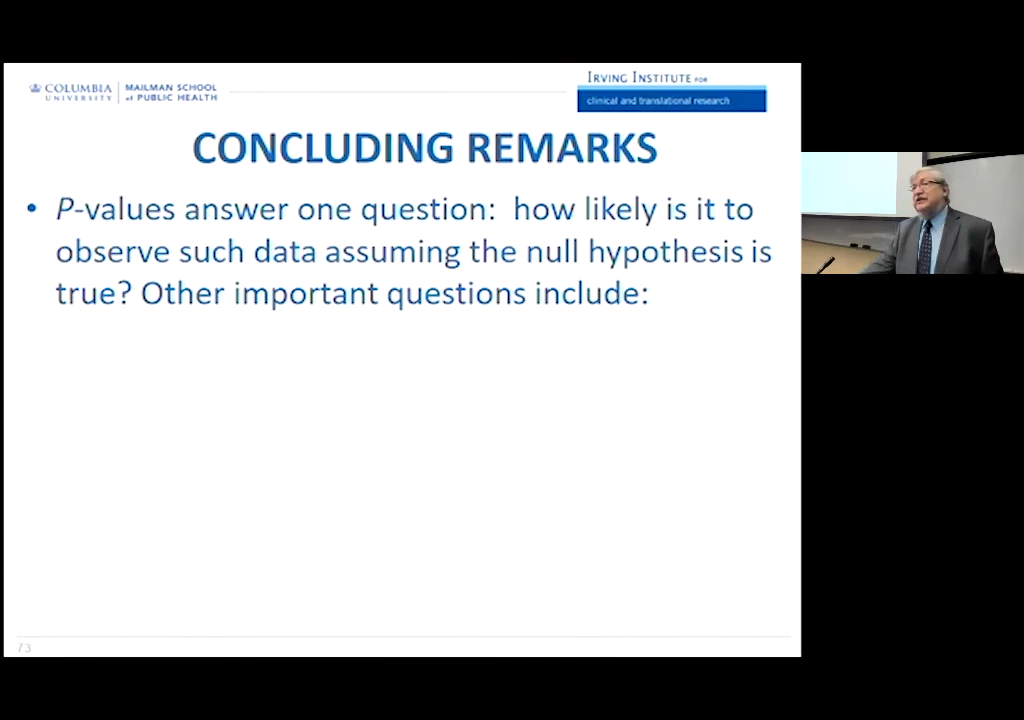 COLUMBIA UNIVERSITY
MAILMAN SCHOOL of PUBLIC HEALTH
IRVING INSTITUTE FOR
clinical and translational research
CONCLUDING REMARKS
• P-values answer one question:  how likely is it to
observe such data assuming the null hypothesis is
true? Other important questions include:
73